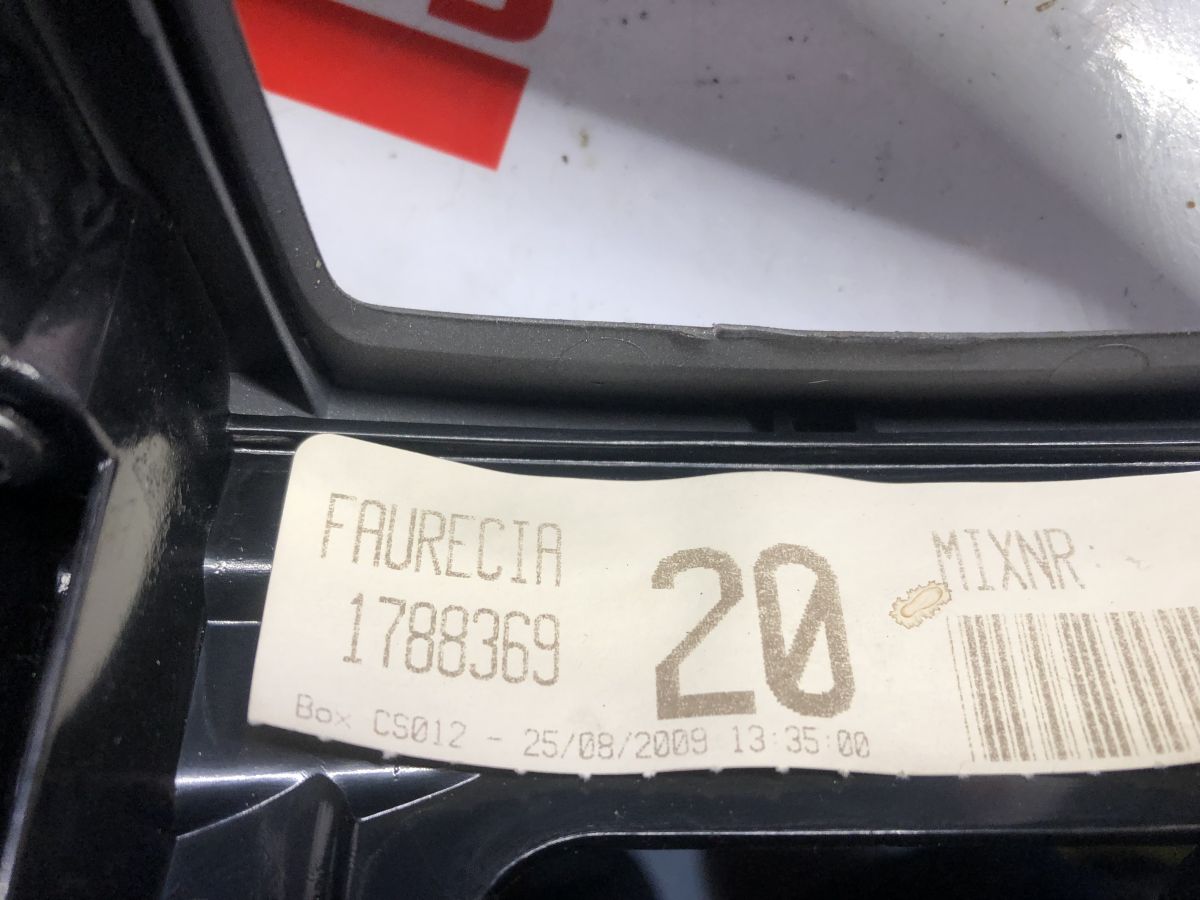 FAURECIA
1788369
20
MIXNR:
Box CS012 - 25/08/2009 13:35:00